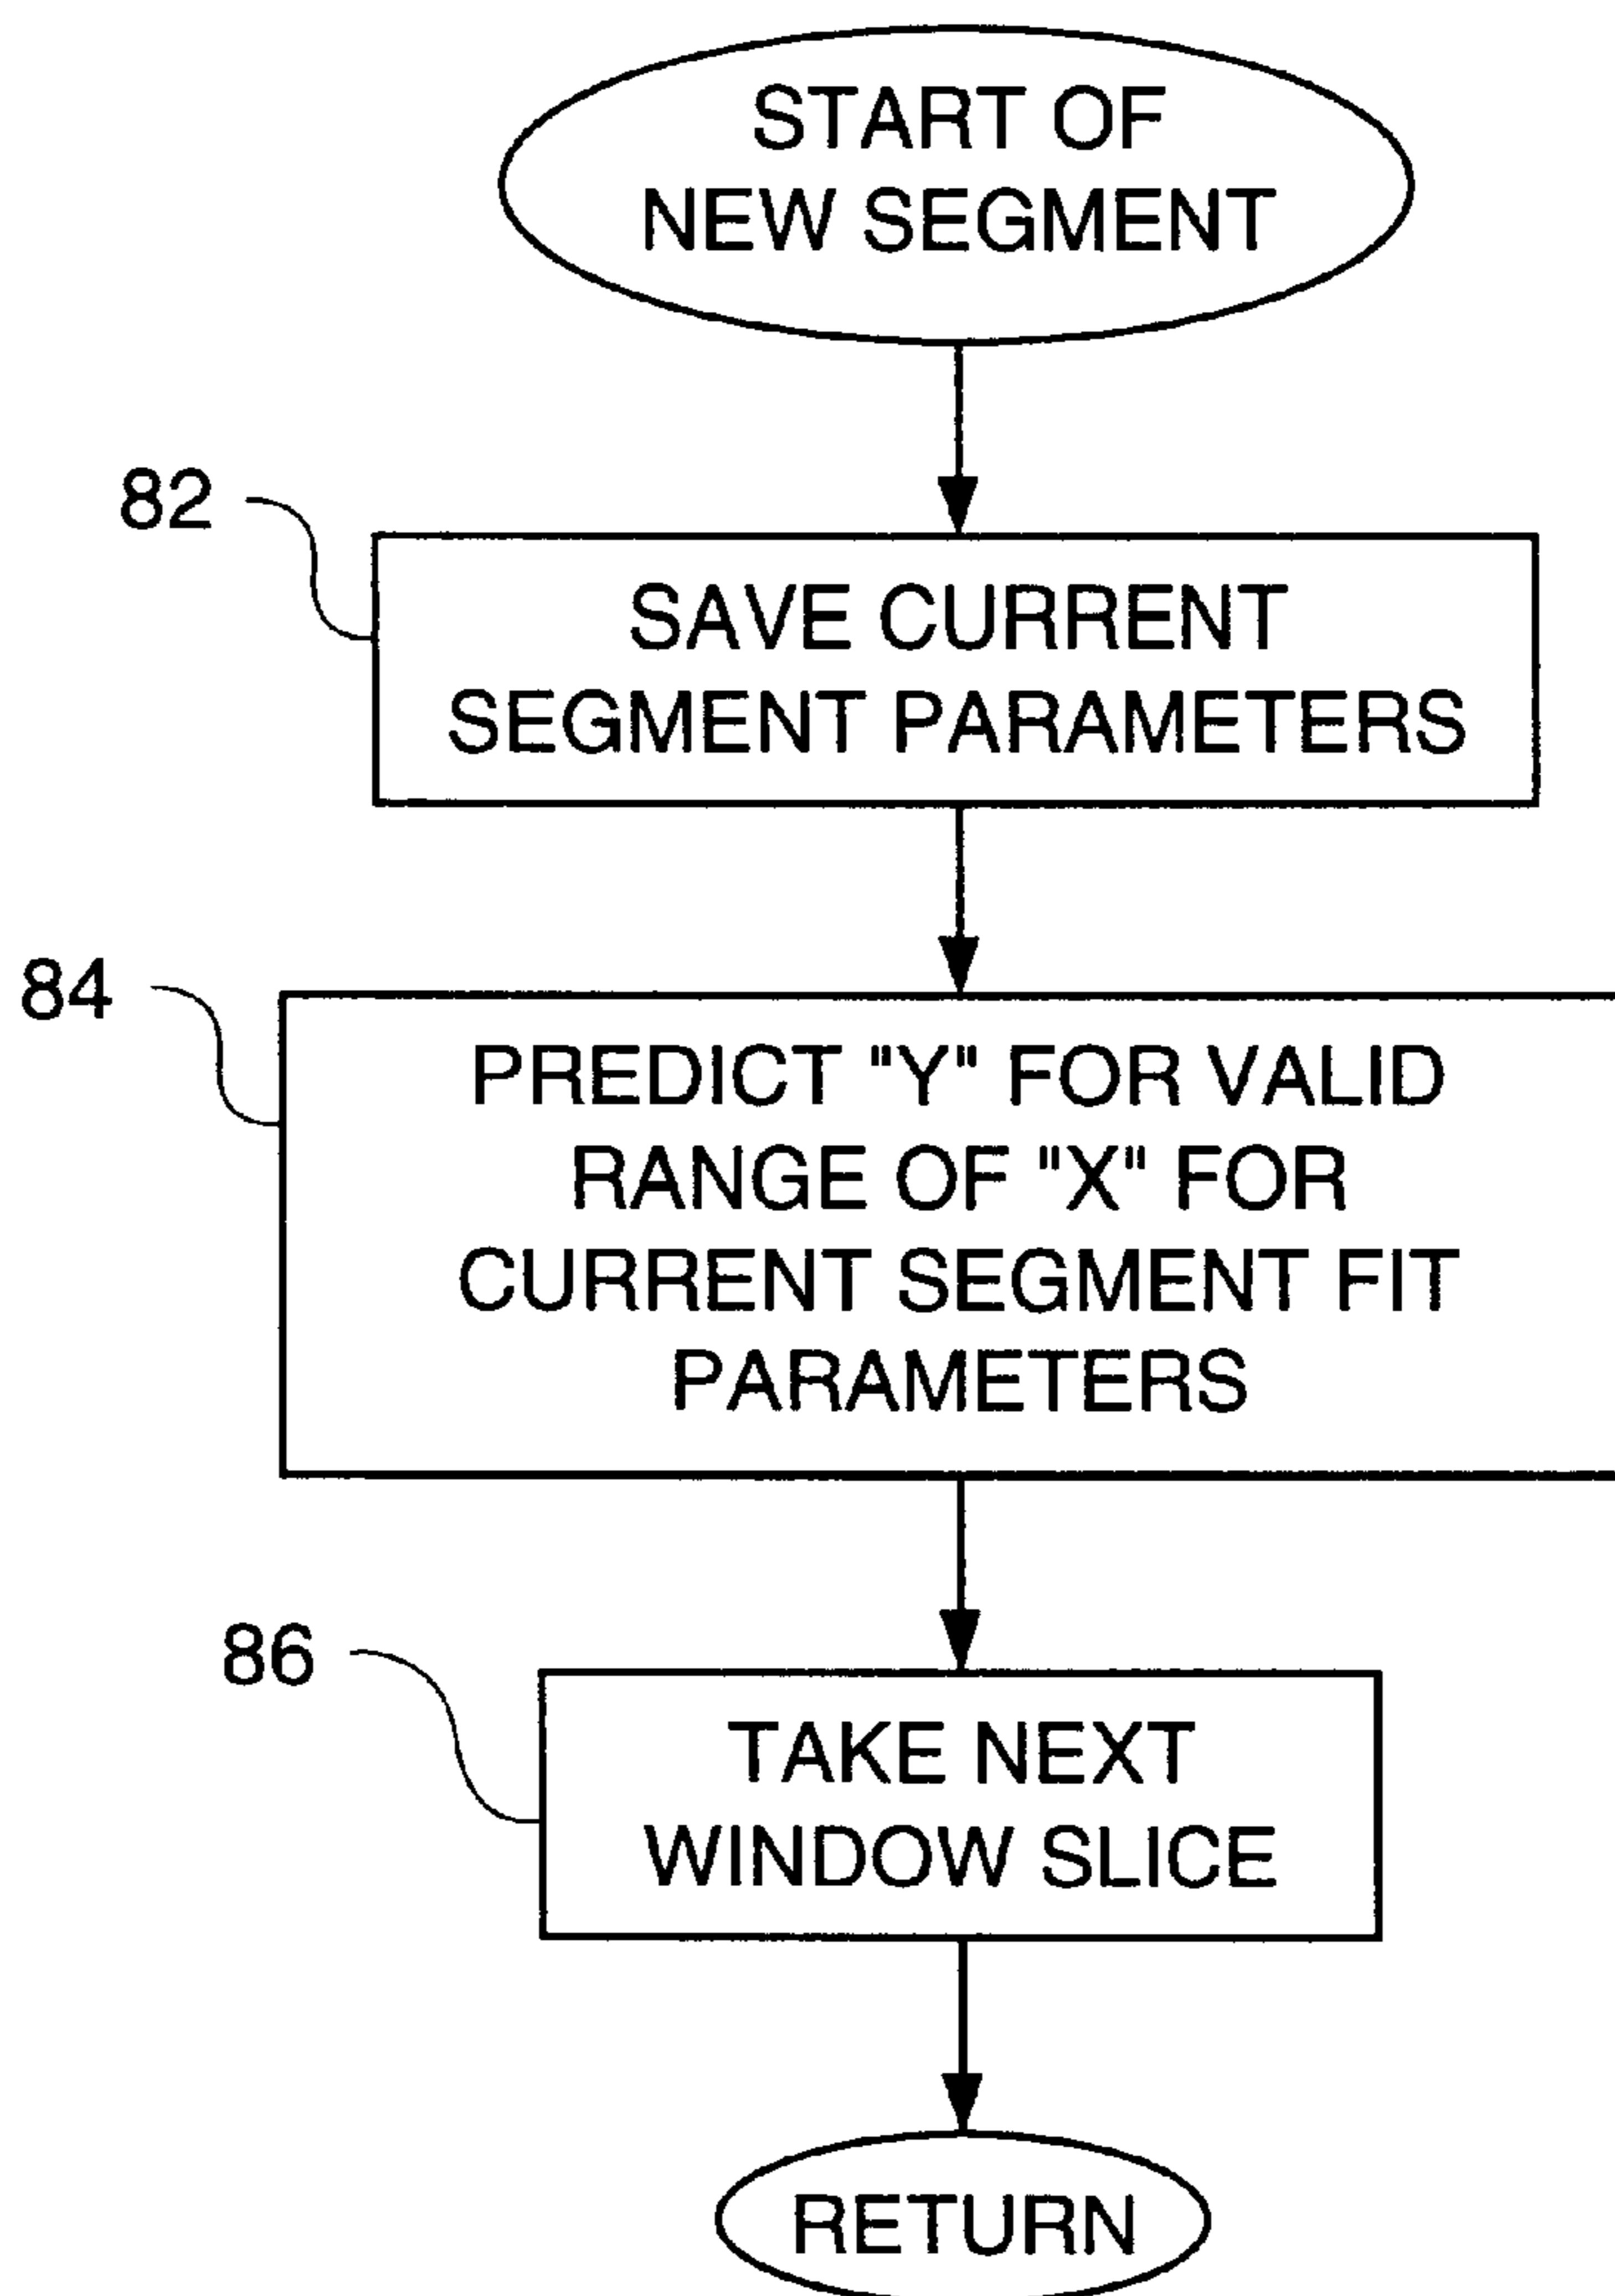 START OF
NEW SEGMENT
82
SAVE CURRENT
SEGMENT PARAMETERS
84
PREDICT "Y" FOR VALID
RANGE OF "X" FOR
CURRENT SEGMENT FIT
PARAMETERS
86
TAKE NEXT
WINDOW SLICE
RETURN